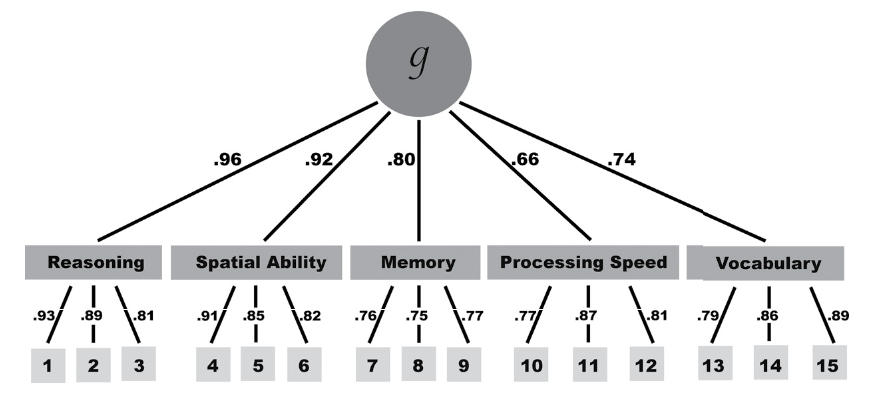 g
.96 .92 .80 .66 .74
Reasoning Spatial Ability Memory Processing Speed Vocabulary
.93 .89 .81 .91 .85 .82 .76 .75 .77 .77 .87 .81 .79 .86 .89
1 2 3 4 5 6 7 8 9 10 11 12 13 14 15